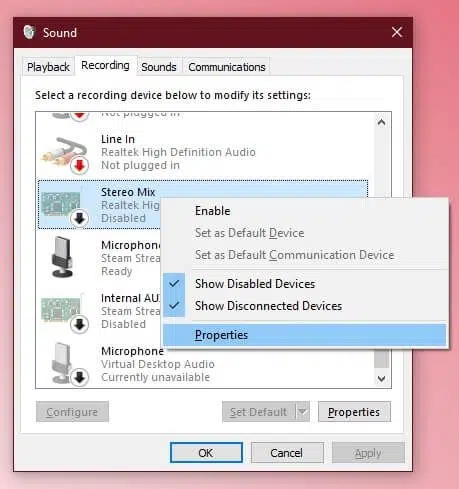 Sound
Playback
Recording
Sounds
Communications
Select a recording device below to modify its settings:
Not plugged in
Line In
Realtek High Definition Audio
Not plugged in
Stereo Mix
Realtek Hig
Disabled
Enable
Set as Default Device
Set as Default Communication Device
Show Disabled Devices
Show Disconnected Devices
Properties
Microphone
Steam Strea
Ready
Internal AU
Steam Strea
Disabled
Microphone
Virtual Desktop Audio
Currently unavailable
Configure
Set Default
Properties
OK
Cancel
Apply